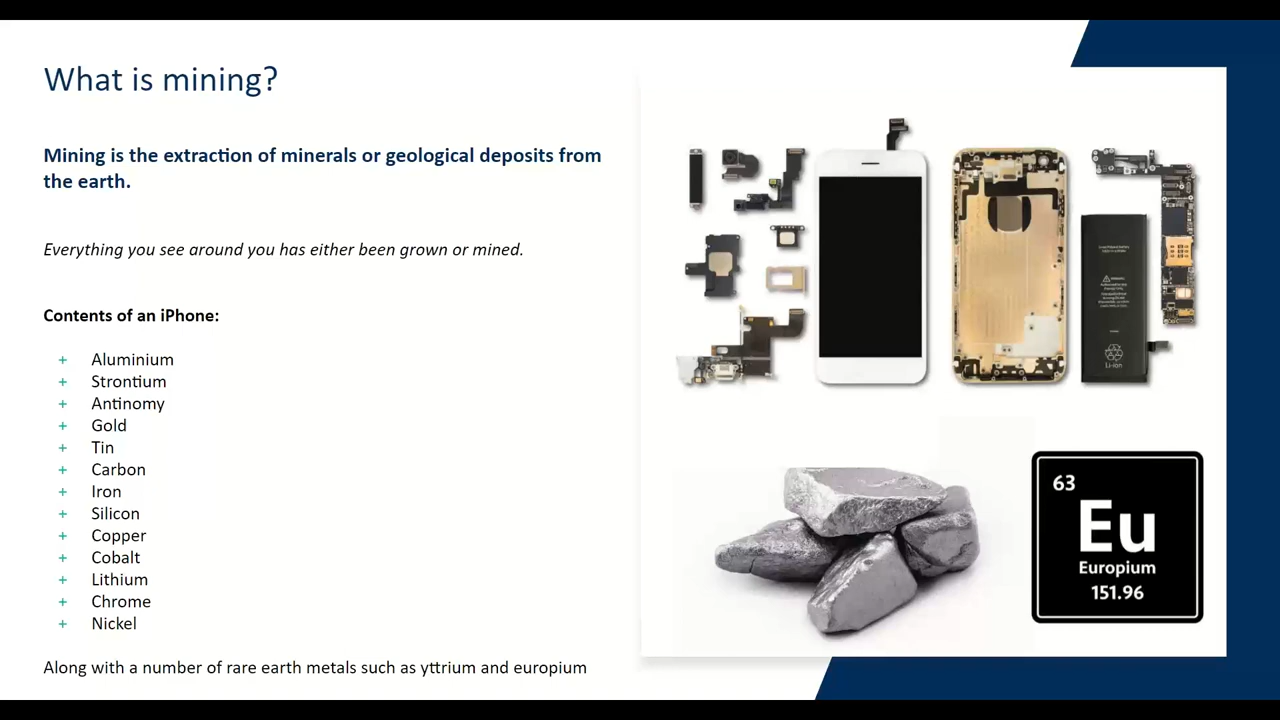 What is mining?
Mining is the extraction of minerals or geological deposits from
the earth.
Everything you see around you has either been grown or mined.
Contents of an iPhone:
+ Aluminium
+ Strontium
+ Antinomy
+ Gold
+ Tin
+ Carbon
+ Iron
+ Silicon
+ Copper
+ Cobalt
+ Lithium
+ Chrome
+ Nickel
Along with a number of rare earth metals such as yttrium and europium
Li-ion
63
Eu
Europium
151.96